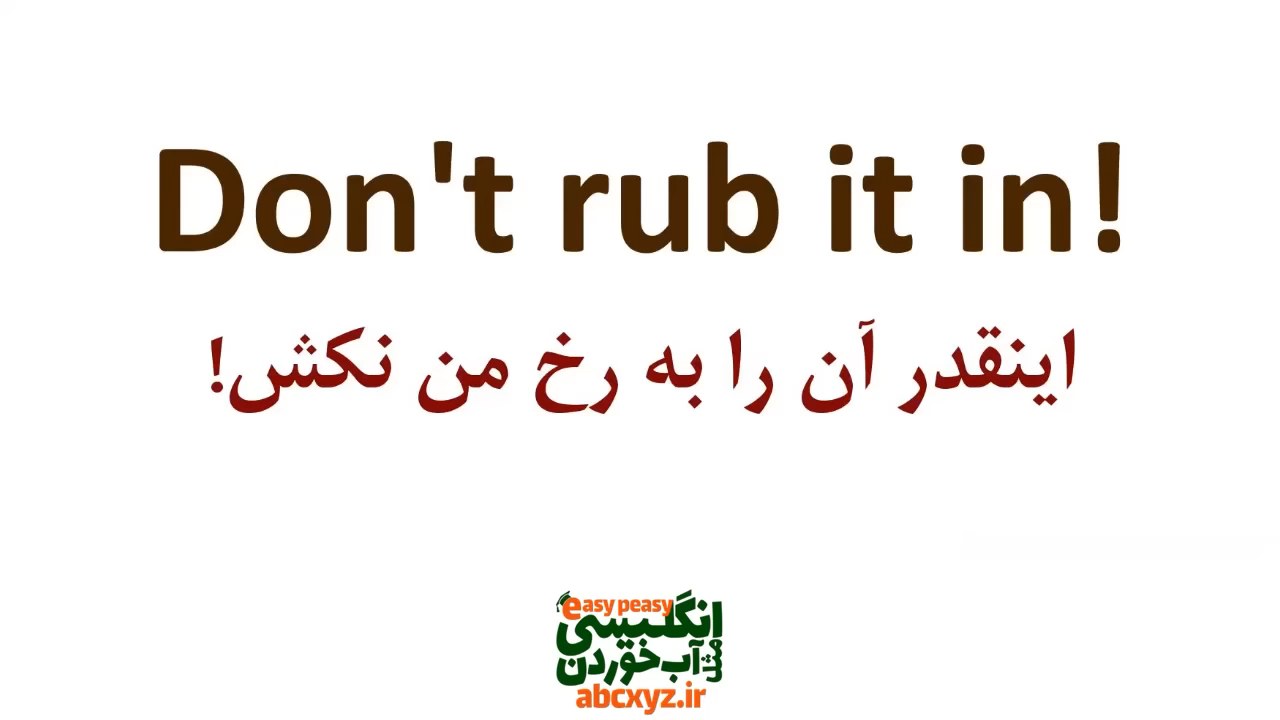 Don't rub it in!
اینقدر آن را به رخ من نکش!
easy peasy
انگلیسی
مثل آب خوردن
abcxyz.ir